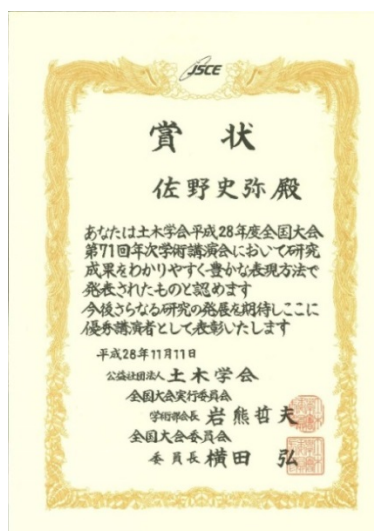 JSCE
賞状
佐野史弥殿
あなたは土木学会平成28年度全国大会
第71回年次学術講演会において研究
成果をわかりやすく豊かな表現方法で
発表されたものと認めます
今後さらなる研究の発展を期待しここに
優秀講演者として表彰いたします
平成28年11月11日
公益社団法人 土木学会
全国大会実行委員会
学術部会長 岩熊哲夫
全国大会委員会
委員長 横田 弘